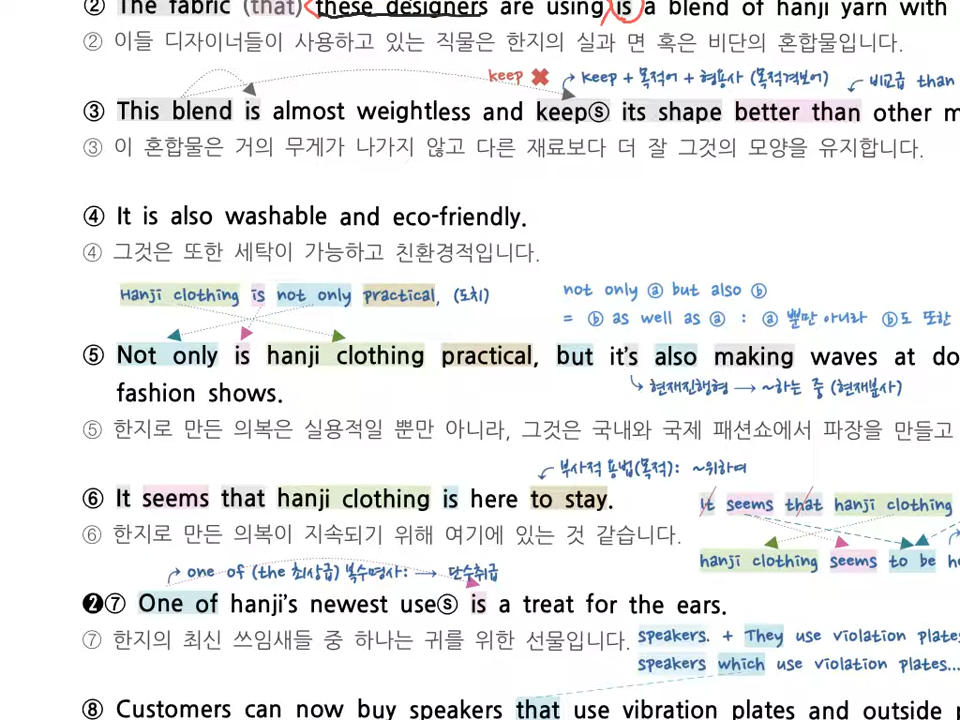 ② The fabric (that) these designers are using is a blend of hanji yarn with
② 이들 디자이너들이 사용하고 있는 직물은 한지의 실과 면 혹은 비단의 혼합물입니다.
keep ✖ keep + 목적어 + 형용사 (목적격보어) 비교급 than
③ This blend is almost weightless and keepⓢ its shape better than other m
③ 이 혼합물은 거의 무게가 나가지 않고 다른 재료보다 더 잘 그것의 모양을 유지합니다.
④ It is also washable and eco-friendly.
④ 그것은 또한 세탁이 가능하고 친환경적입니다.
Hanji clothing is not only practical, (도치) not only ⓐ but also ⓑ
= ⓑ as well as ⓐ : ⓐ 뿐만 아니라 ⓑ도 또한
⑤ Not only is hanji clothing practical, but it's also making waves at do
↳ 현재진행형 → ~하는 중 (현재분사)
fashion shows.
⑤ 한지로 만든 의복은 실용적일 뿐만 아니라, 그것은 국내와 국제 패션쇼에서 파장을 만들고
부사적 용법(목적): ~위하여
⑥ It seems that hanji clothing is here to stay. It seems that hanji clothing
⑥ 한지로 만든 의복이 지속되기 위해 여기에 있는 것 같습니다.
hanji clothing seems to be he
one of (the 최상급) 복수명사: → 단수취급
❷⑦ One of hanji's newest useⓢ is a treat for the ears.
⑦ 한지의 최신 쓰임새들 중 하나는 귀를 위한 선물입니다. speakers. + They use violation plates
speakers which use violation plates...
⑧ Customers can now buy speakers that use vibration plates and outside